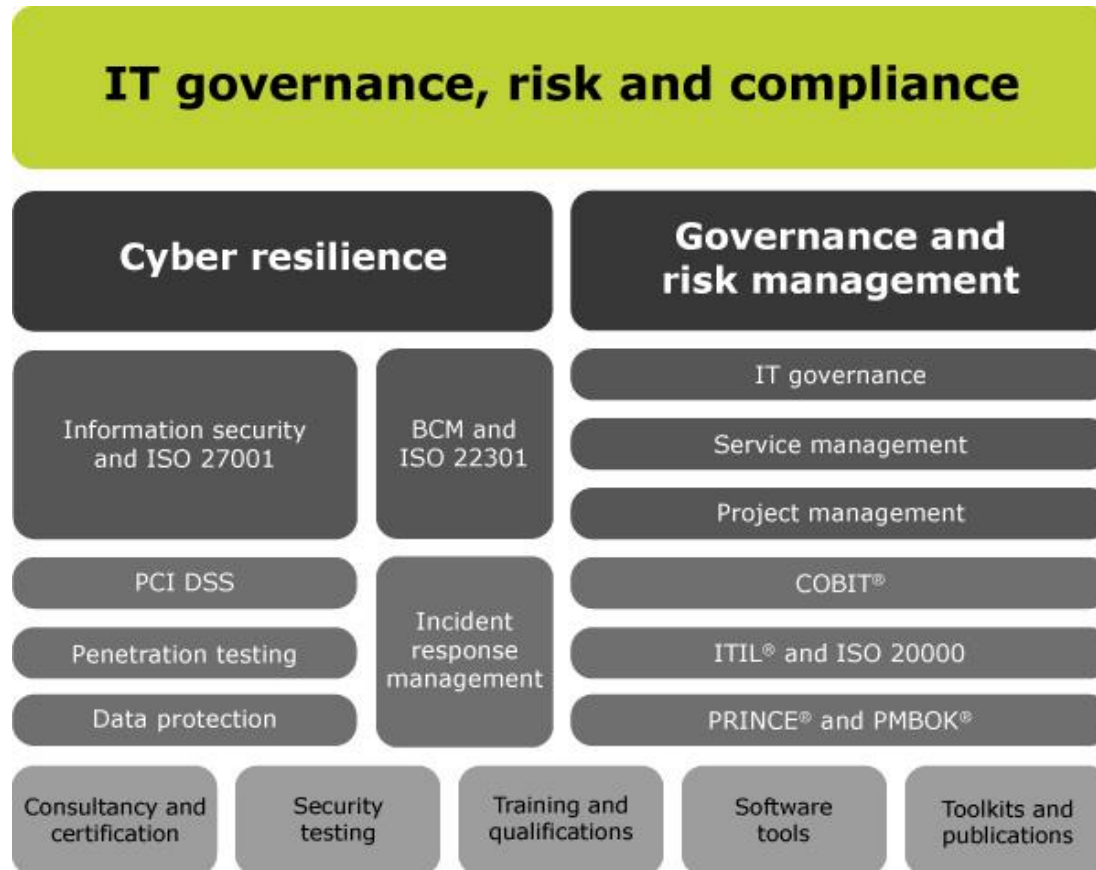 IT governance, risk and compliance
Cyber resilience
Governance and
risk management
Information security
and ISO 27001
BCM and
ISO 22301
IT governance
Service management
Project management
PCI DSS
Penetration testing
Data protection
Incident
response
management
COBIT®
ITIL® and ISO 20000
PRINCE® and PMBOK®
Consultancy and
certification
Security
testing
Training and
qualifications
Software
tools
Toolkits and
publications